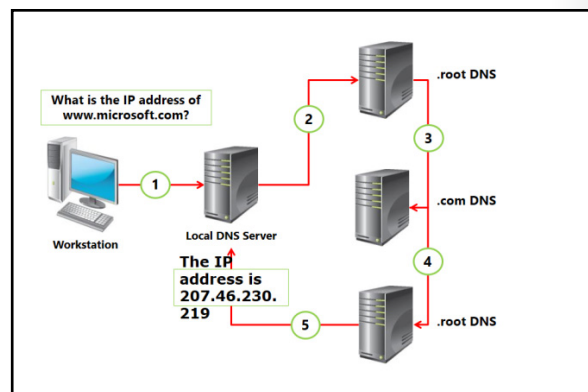 What is the IP address of
www.microsoft.com?
1
Workstation
Local DNS Server
2
.root DNS
3
.com DNS
4
.root DNS
5
The IP
address is
207.46.230.
219